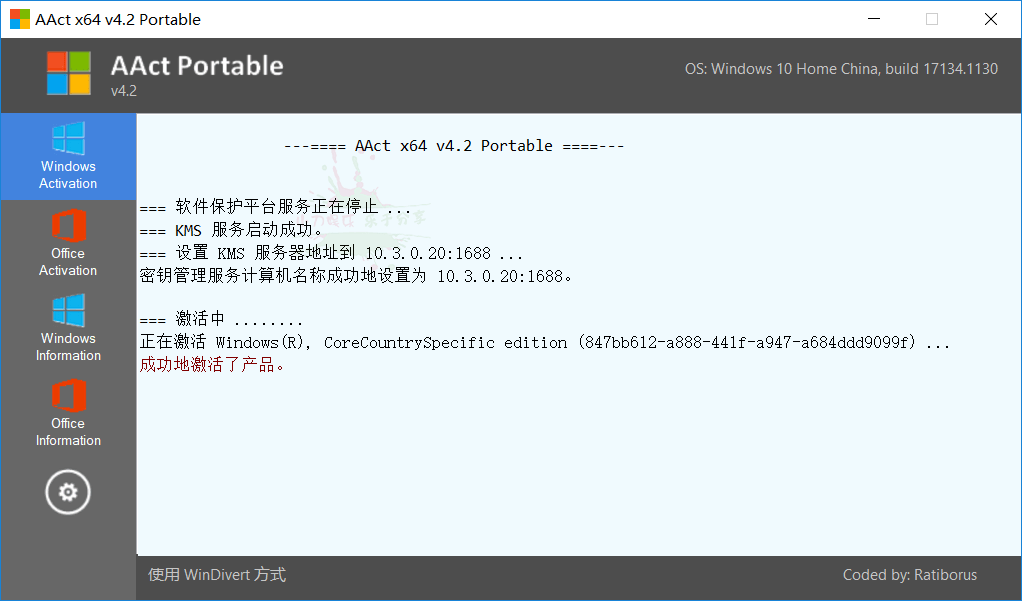 AAct x64 v4.2 Portable
AAct Portable
v4.2
OS: Windows 10 Home China, build 17134.1130
Windows
Activation
Office
Activation
Windows
Information
Office
Information
---==== AAct x64 v4.2 Portable ====---
=== 软件保护平台服务正在停止 ...
=== KMS 服务启动成功。
=== 设置 KMS 服务器地址到 10.3.0.20:1688 ...
密钥管理服务计算机名称成功地设置为 10.3.0.20:1688。
=== 激活中 ........
正在激活 Windows(R), CoreCountrySpecific edition (847bb612-a888-441f-a947-a684ddd9099f) ...
成功地激活了产品。
使用 WinDivert 方式
Coded by: Ratiborus